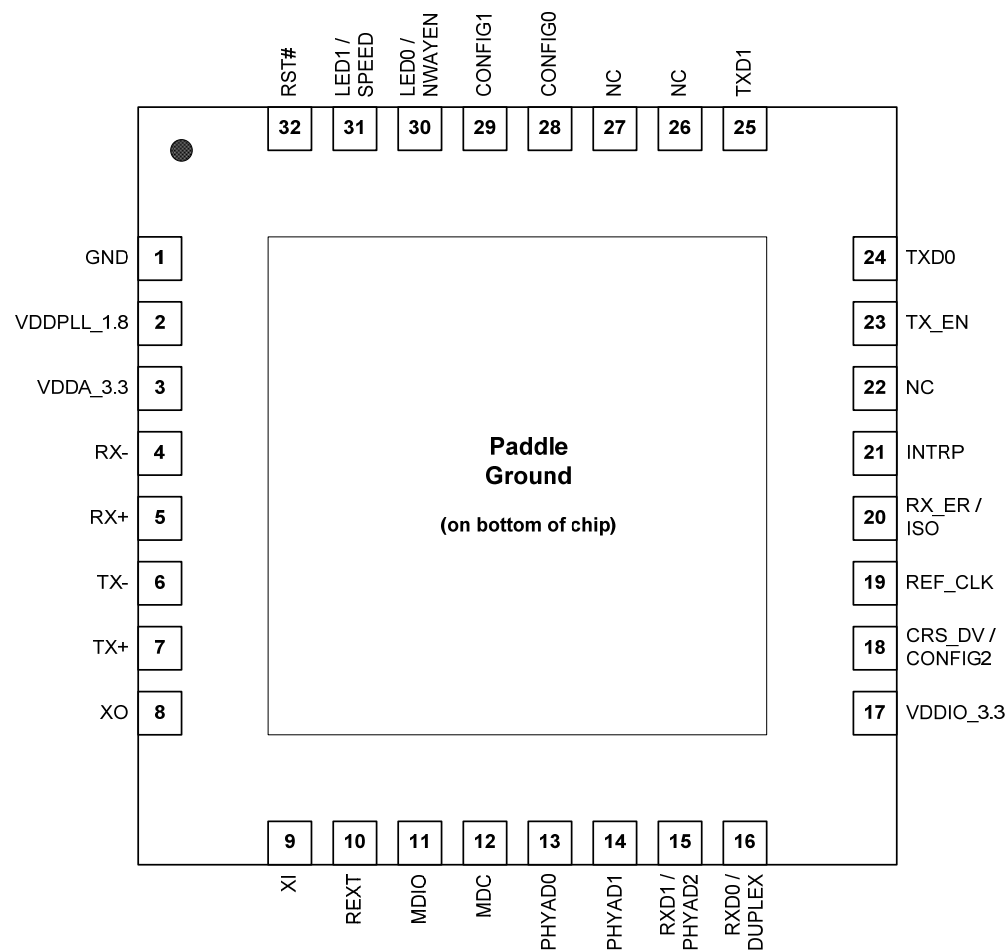 RST#
LED1 /
SPEED
LED0 /
NWAYEN
CONFIG1
CONFIG0
NC
NC
TXD1
32
31
30
29
28
27
26
25
GND
1
VDDPLL_1.8
2
VDDA_3.3
3
RX-
4
RX+
5
TX-
6
TX+
7
XO
8
Paddle
Ground
(on bottom of chip)
24
TXD0
23
TX_EN
22
NC
21
INTRP
20
RX_ER /
ISO
19
REF_CLK
18
CRS_DV /
CONFIG2
17
VDDIO_3.3
9
10
11
12
13
14
15
16
XI
REXT
MDIO
MDC
PHYAD0
PHYAD1
RXD1 /
PHYAD2
RXD0 /
DUPLEX